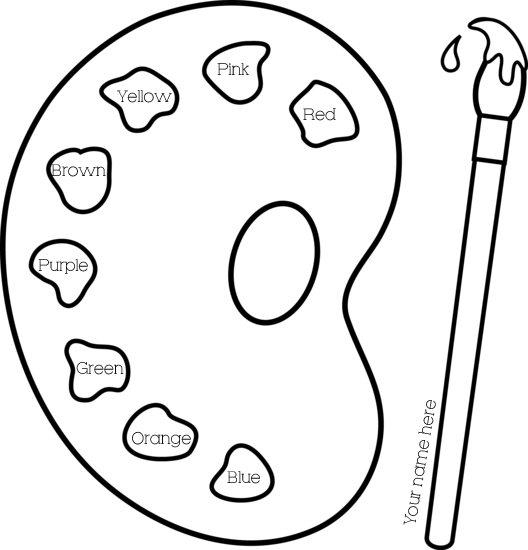 Pink
Red
Yellow
Brown
Purple
Green
Orange
Blue
Your name here